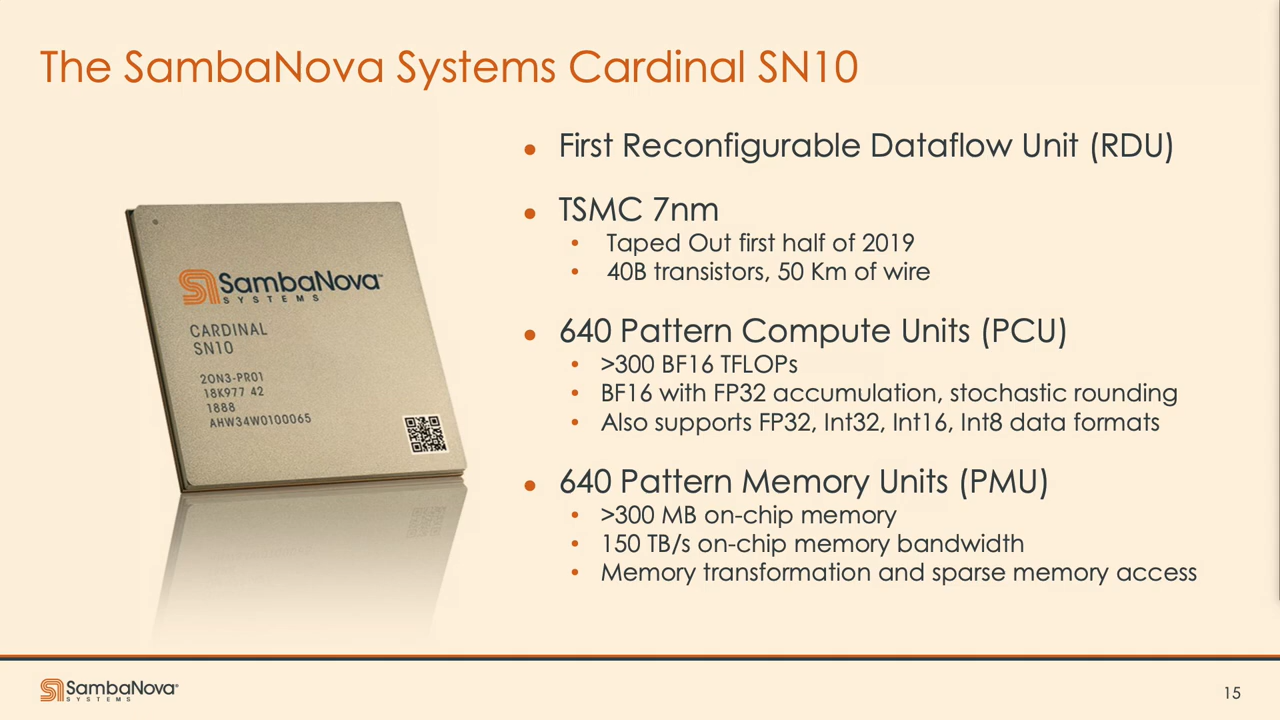 The SambaNova Systems Cardinal SN10
SambaNova™
SYSTEMS
CARDINAL
SN10
20N3-PR01
18K977 42
1888
AHW34W0100065
• First Reconfigurable Dataflow Unit (RDU)
• TSMC 7nm
• Taped Out first half of 2019
• 40B transistors, 50 Km of wire
• 640 Pattern Compute Units (PCU)
• >300 BF16 TFLOPs
• BF16 with FP32 accumulation, stochastic rounding
• Also supports FP32, Int32, Int16, Int8 data formats
• 640 Pattern Memory Units (PMU)
• >300 MB on-chip memory
• 150 TB/s on-chip memory bandwidth
• Memory transformation and sparse memory access
SambaNova®
SYSTEMS
15